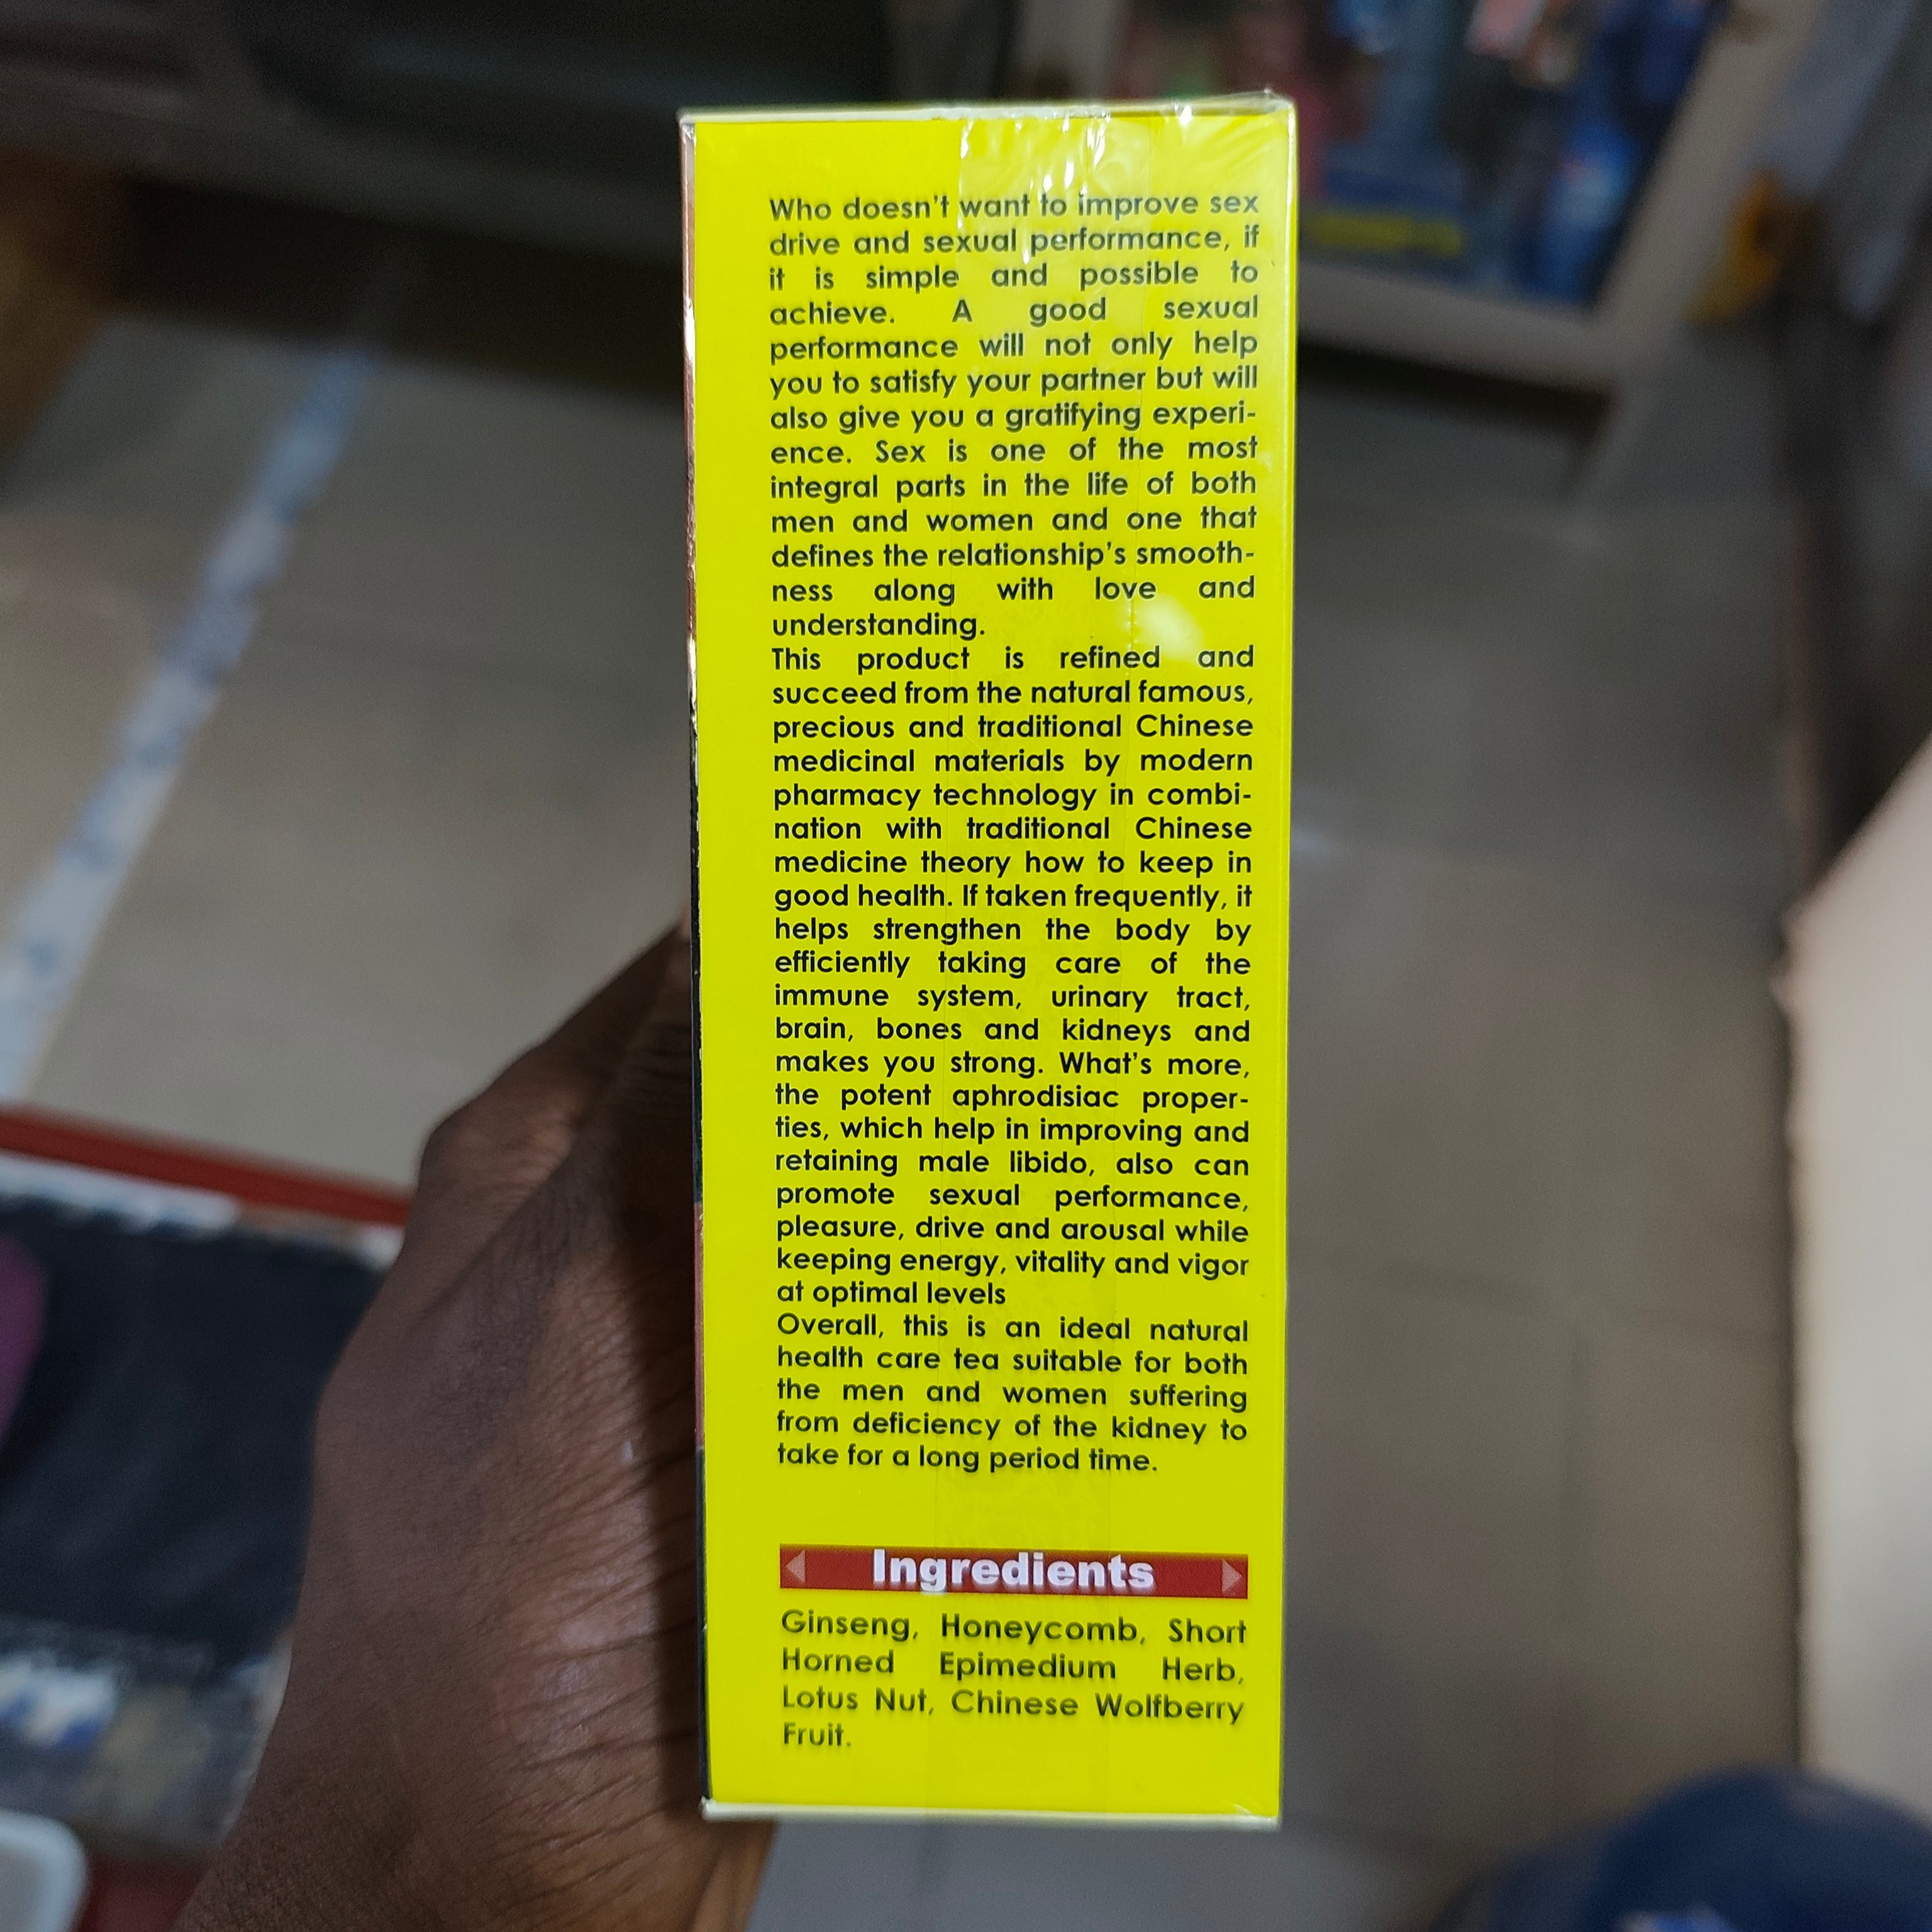 Who doesn't want to improve sex
drive and sexual performance, if
it is simple and possible to
achieve. A good sexual
performance will not only help
you to satisfy your partner but will
also give you a gratifying experi-
ence. Sex is one of the most
integral parts in the life of both
men and women and one that
defines the relationship's smooth-
ness along with love and
understanding.
This product is refined and
succeed from the natural famous,
precious and traditional Chinese
medicinal materials by modern
pharmacy technology in combi-
nation with traditional Chinese
medicine theory how to keep in
good health. If taken frequently, it
helps strengthen the body by
efficiently taking care of the
immune system, urinary tract,
brain, bones and kidneys and
makes you strong. What's more,
the potent aphrodisiac proper-
ties, which help in improving and
retaining male libido, also can
promote sexual performance,
pleasure, drive and arousal while
keeping energy, vitality and vigor
at optimal levels
Overall, this is an ideal natural
health care tea suitable for both
the men and women suffering
from deficiency of the kidney to
take for a long period time.
Ingredients
Ginseng, Honeycomb, Short
Horned Epimedium Herb,
Lotus Nut, Chinese Wolfberry
Fruit.